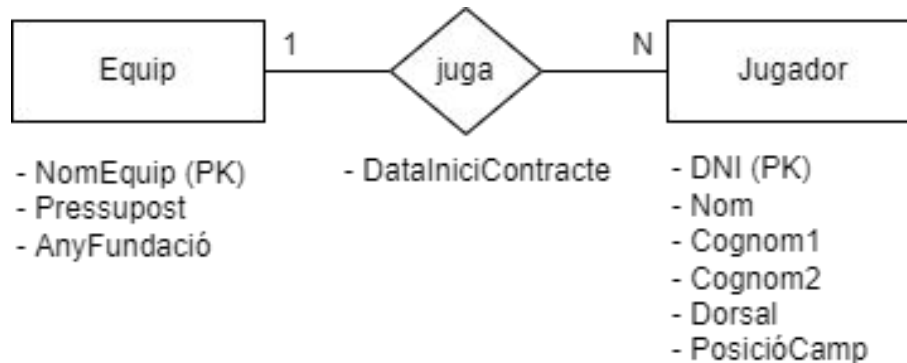 Equip
1
juga
N
Jugador
- NomEquip (PK)
- Pressupost
- AnyFundació
- DataIniciContracte
- DNI (PK)
- Nom
- Cognom1
- Cognom2
- Dorsal
- PosicióCamp